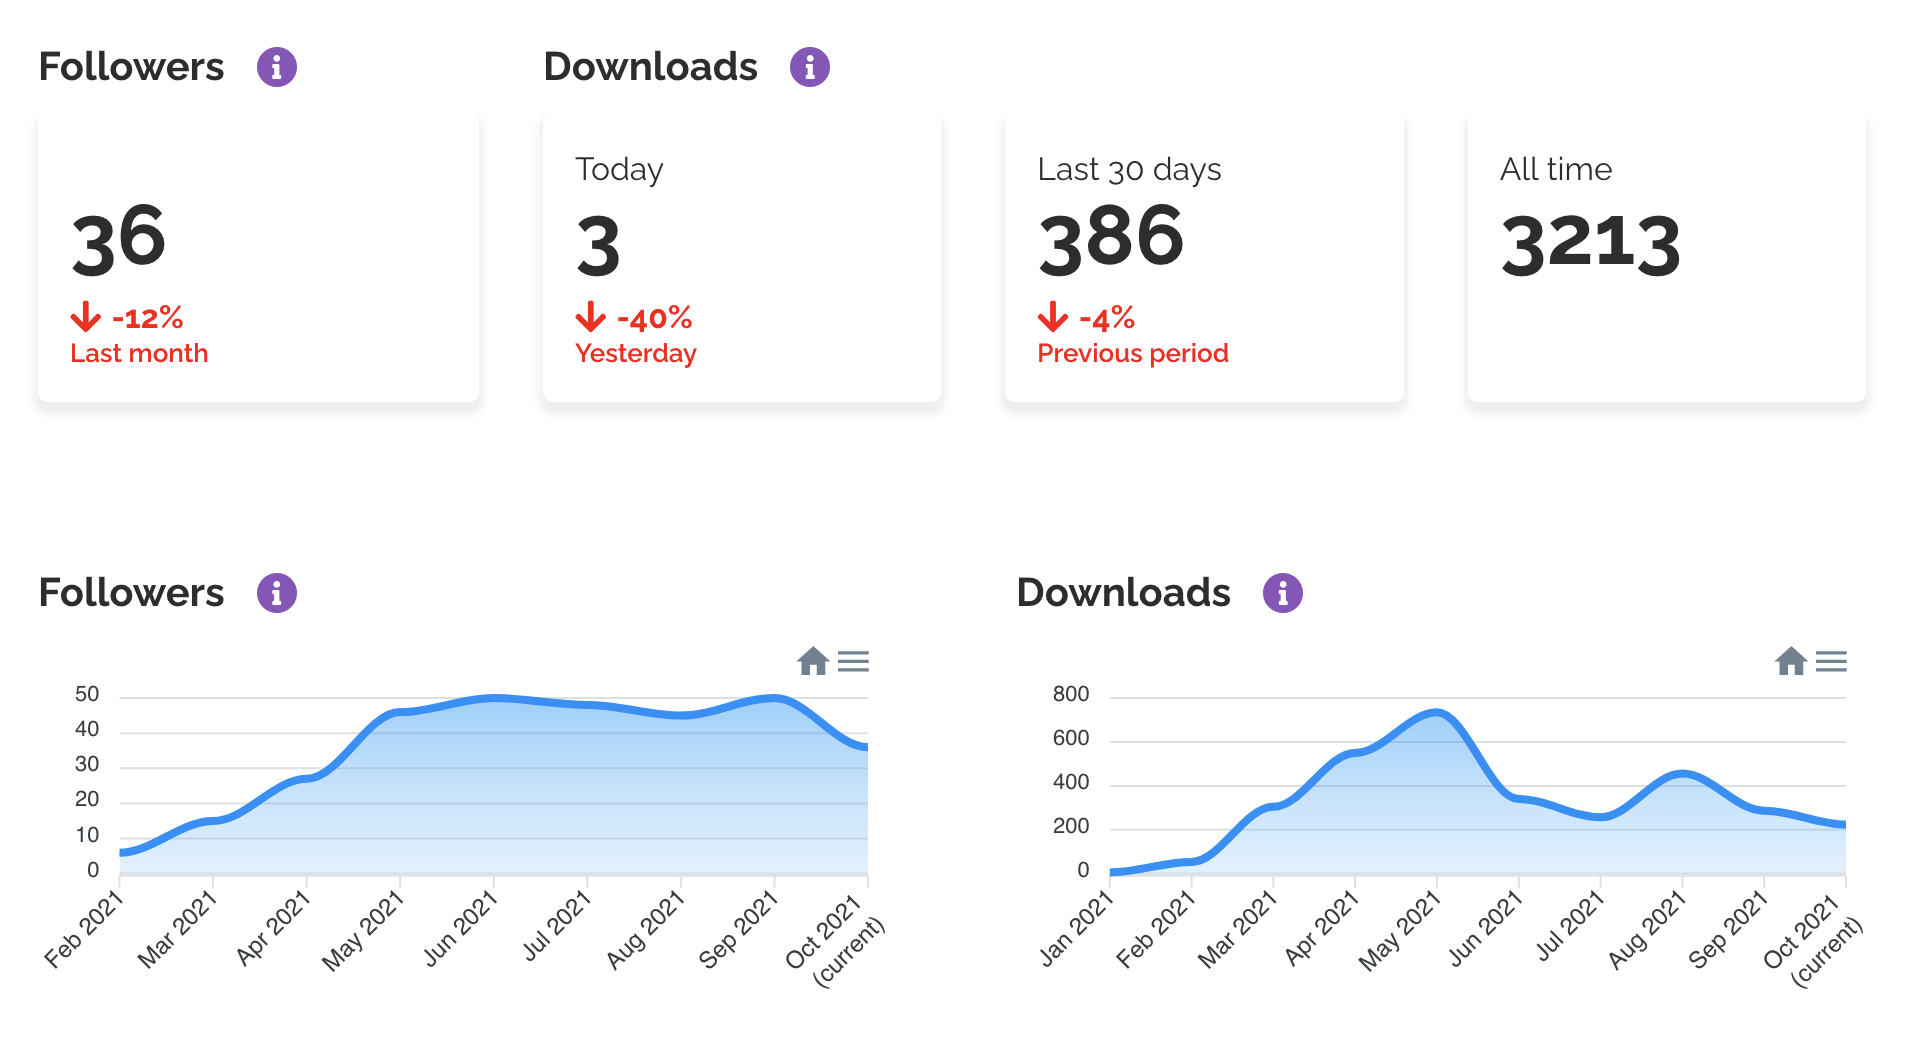 Followers
Downloads
36
-12%
Last month
Today
3
-40%
Yesterday
Last 30 days
386
-4%
Previous period
All time
3213
Followers
50
40
30
20
10
0
Feb 2021
Mar 2021
Apr 2021
May 2021
Jun 2021
Jul 2021
Aug 2021
Sep 2021
Oct 2021
(current)
Downloads
800
600
400
200
0
Jan 2021
Feb 2021
Mar 2021
Apr 2021
May 2021
Jun 2021
Jul 2021
Aug 2021
Sep 2021
Oct 2021
(current)